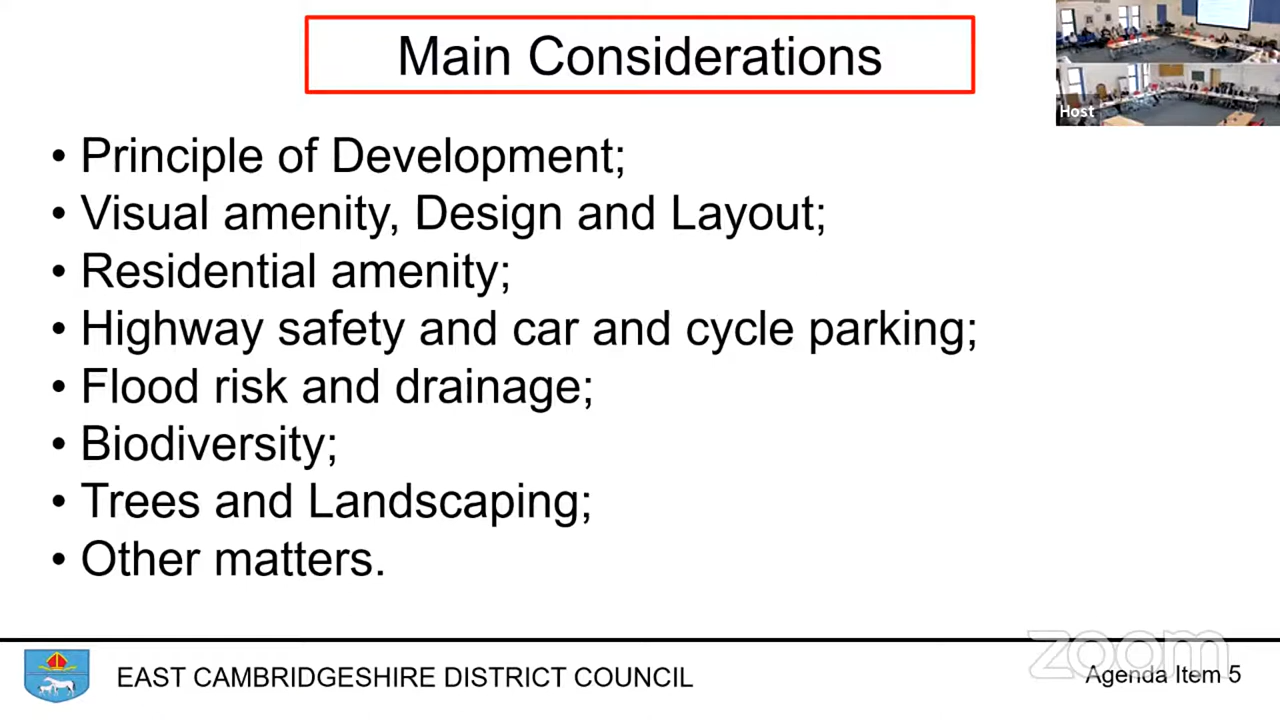 Main Considerations
Host
• Principle of Development;
• Visual amenity, Design and Layout;
• Residential amenity;
• Highway safety and car and cycle parking;
• Flood risk and drainage;
• Biodiversity;
• Trees and Landscaping;
• Other matters.
zoom
EAST CAMBRIDGESHIRE DISTRICT COUNCIL
Agenda Item 5